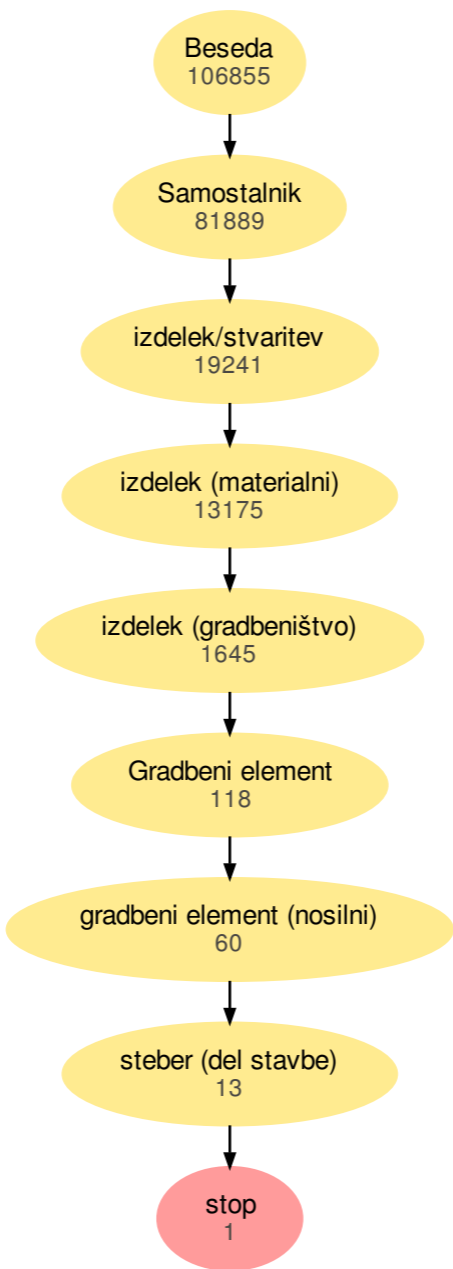 Beseda
106855
Samostalnik
81889
izdelek/stvaritev
19241
izdelek (materialni)
13175
izdelek (gradbeništvo)
1645
Gradbeni element
118
gradbeni element (nosilni)
60
steber (del stavbe)
13
stop
1